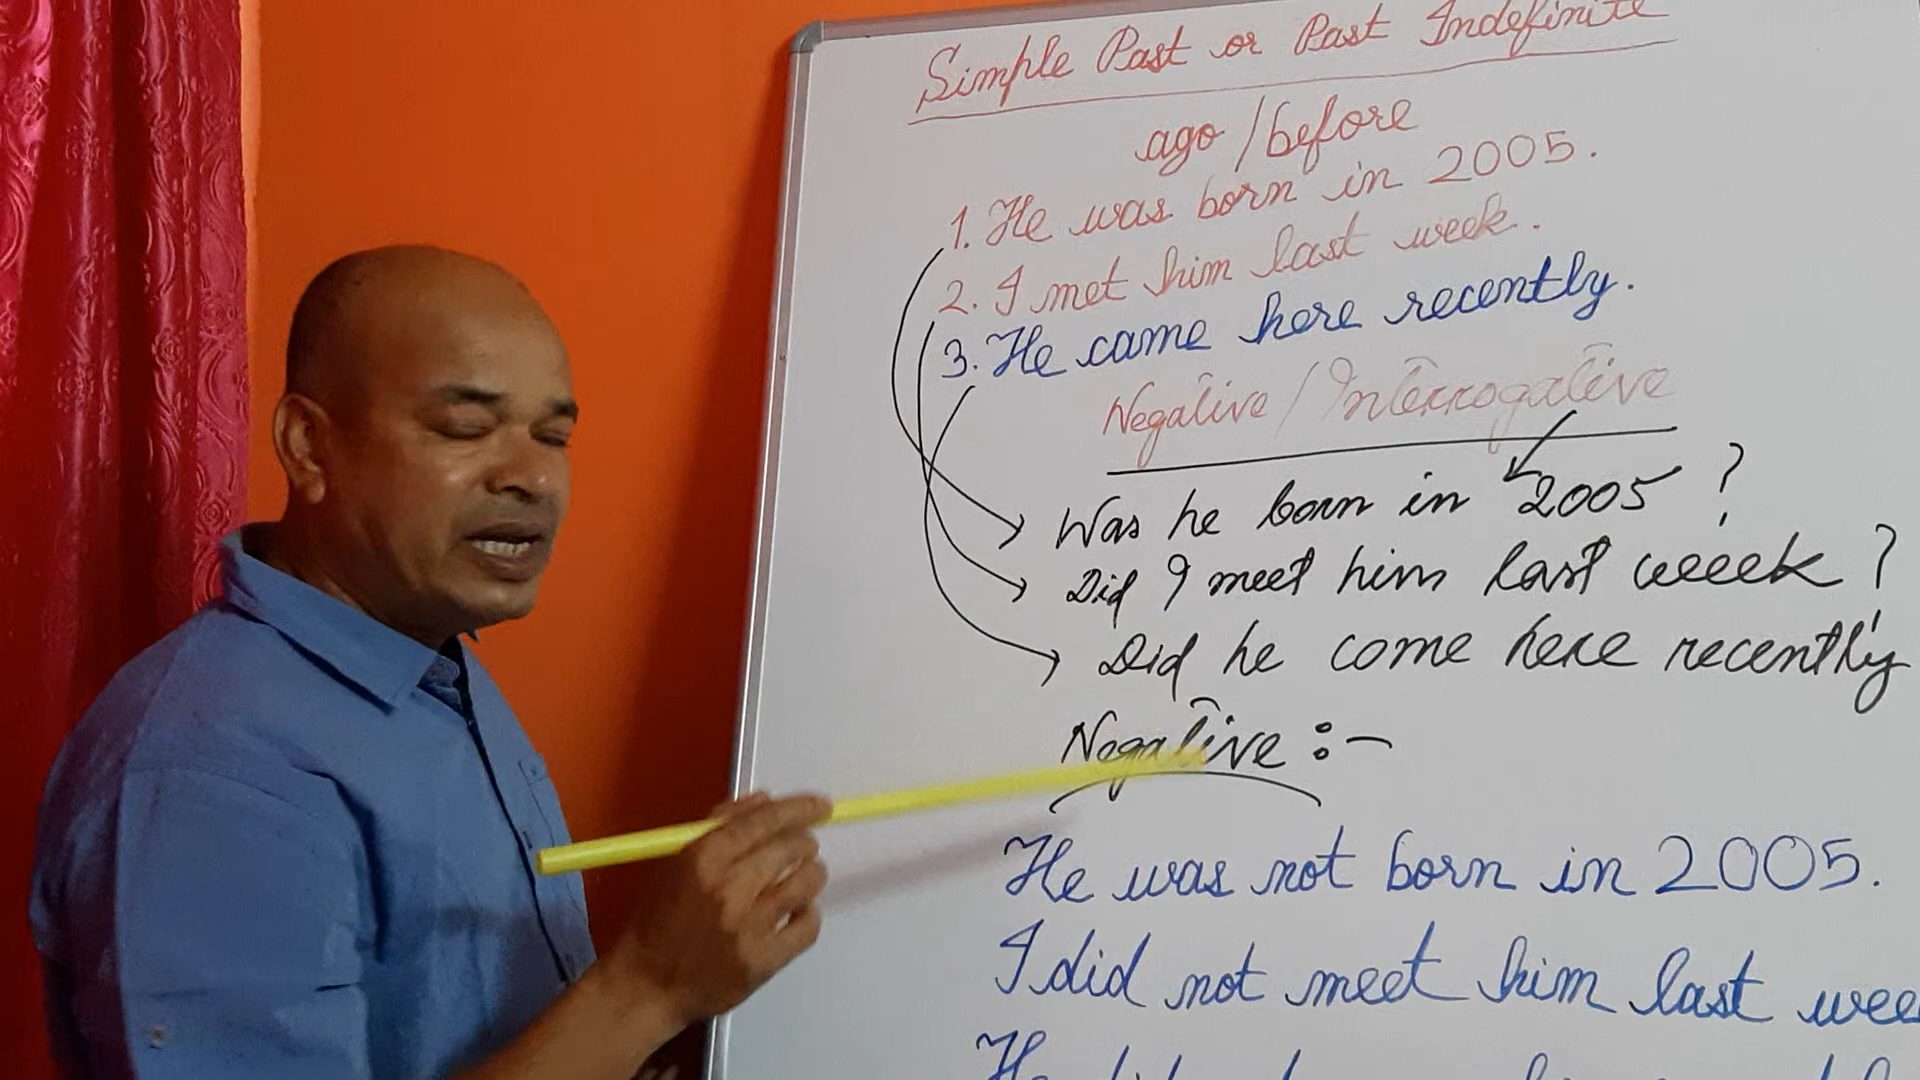 Simple Past or Past Indefinite
ago / before
1. He was born in 2005.
2. I met him last week.
3. He came here recently.
Negative / Interrogative
Was he born in 2005 ?
Did I meet him last week ?
Did he come here recently
Negative :-
He was not born in 2005.
I did not meet him last wee
He